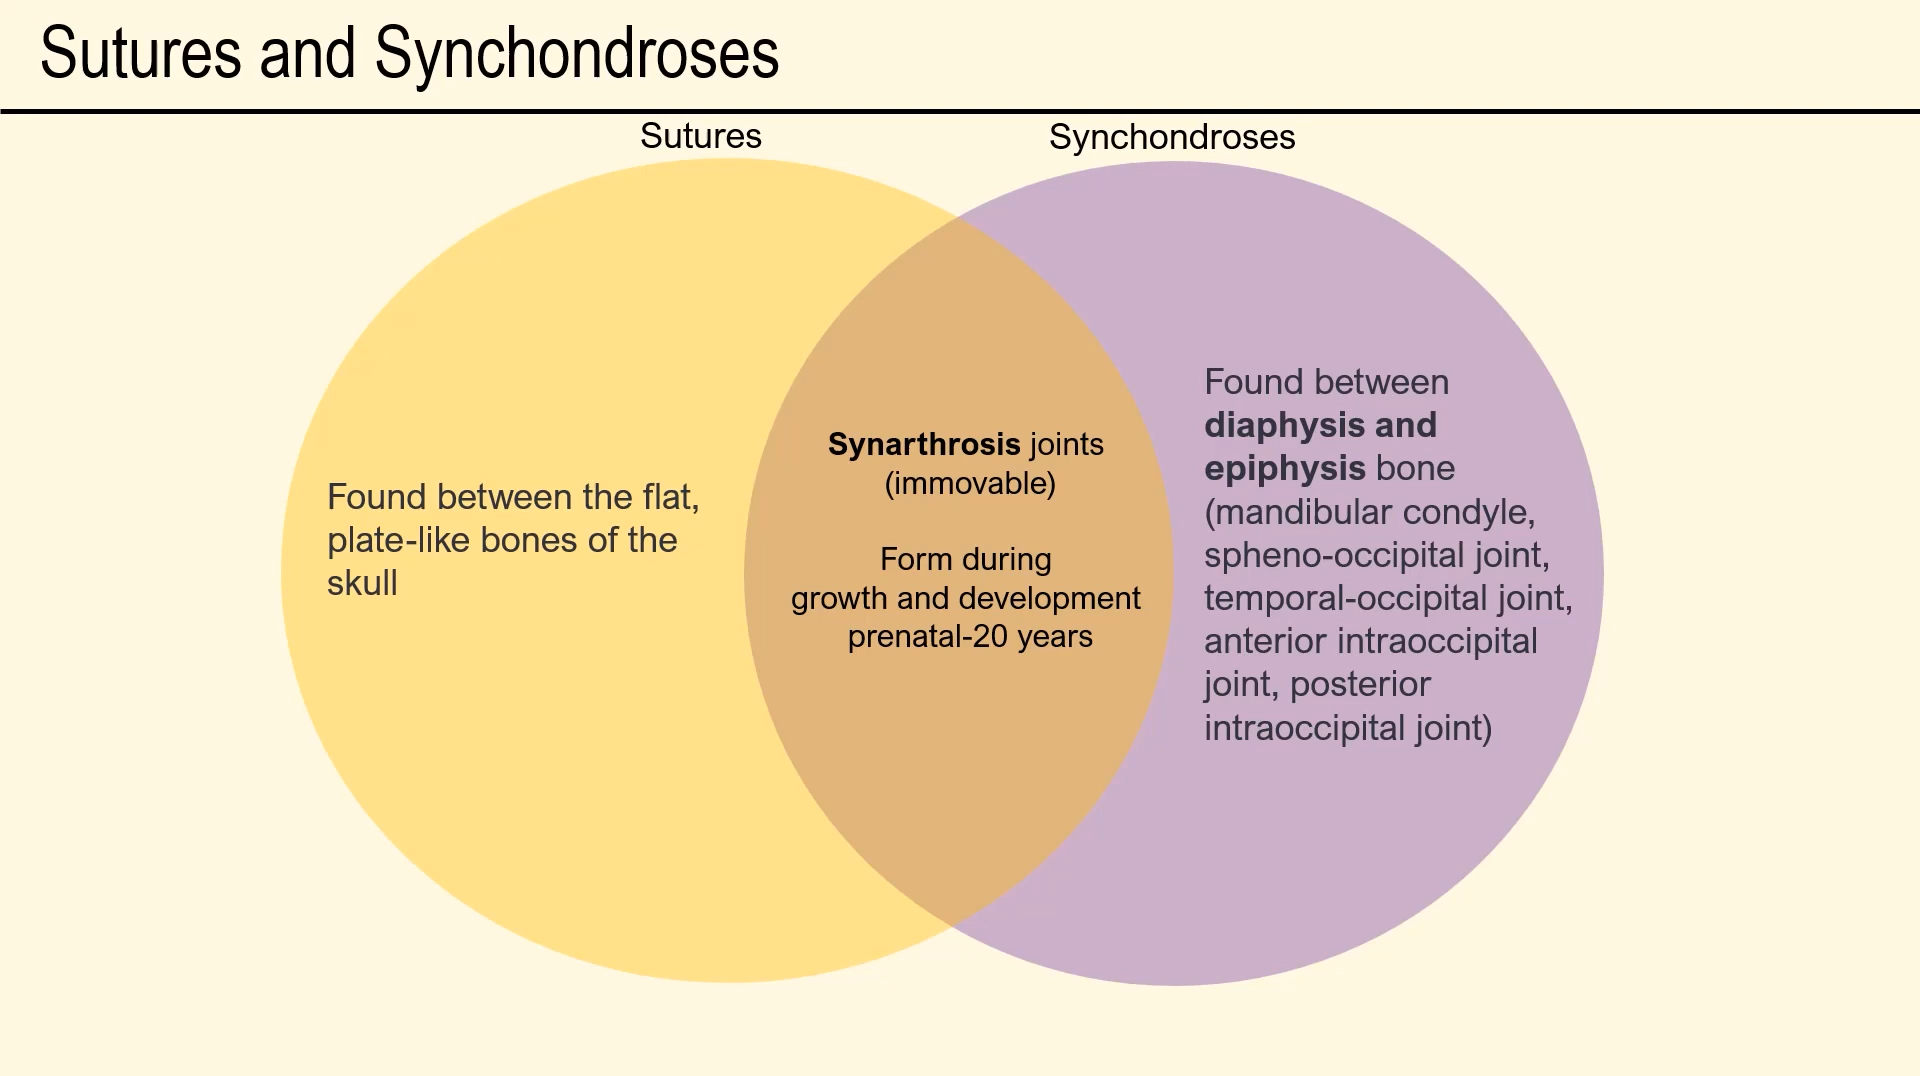 Sutures and Synchondroses
Sutures
Synchondroses
Found between the flat,
plate-like bones of the
skull
Synarthrosis joints
(immovable)
Form during
growth and development
prenatal-20 years
Found between
diaphysis and
epiphysis bone
(mandibular condyle,
spheno-occipital joint,
temporal-occipital joint,
anterior intraoccipital
joint, posterior
intraoccipital joint)